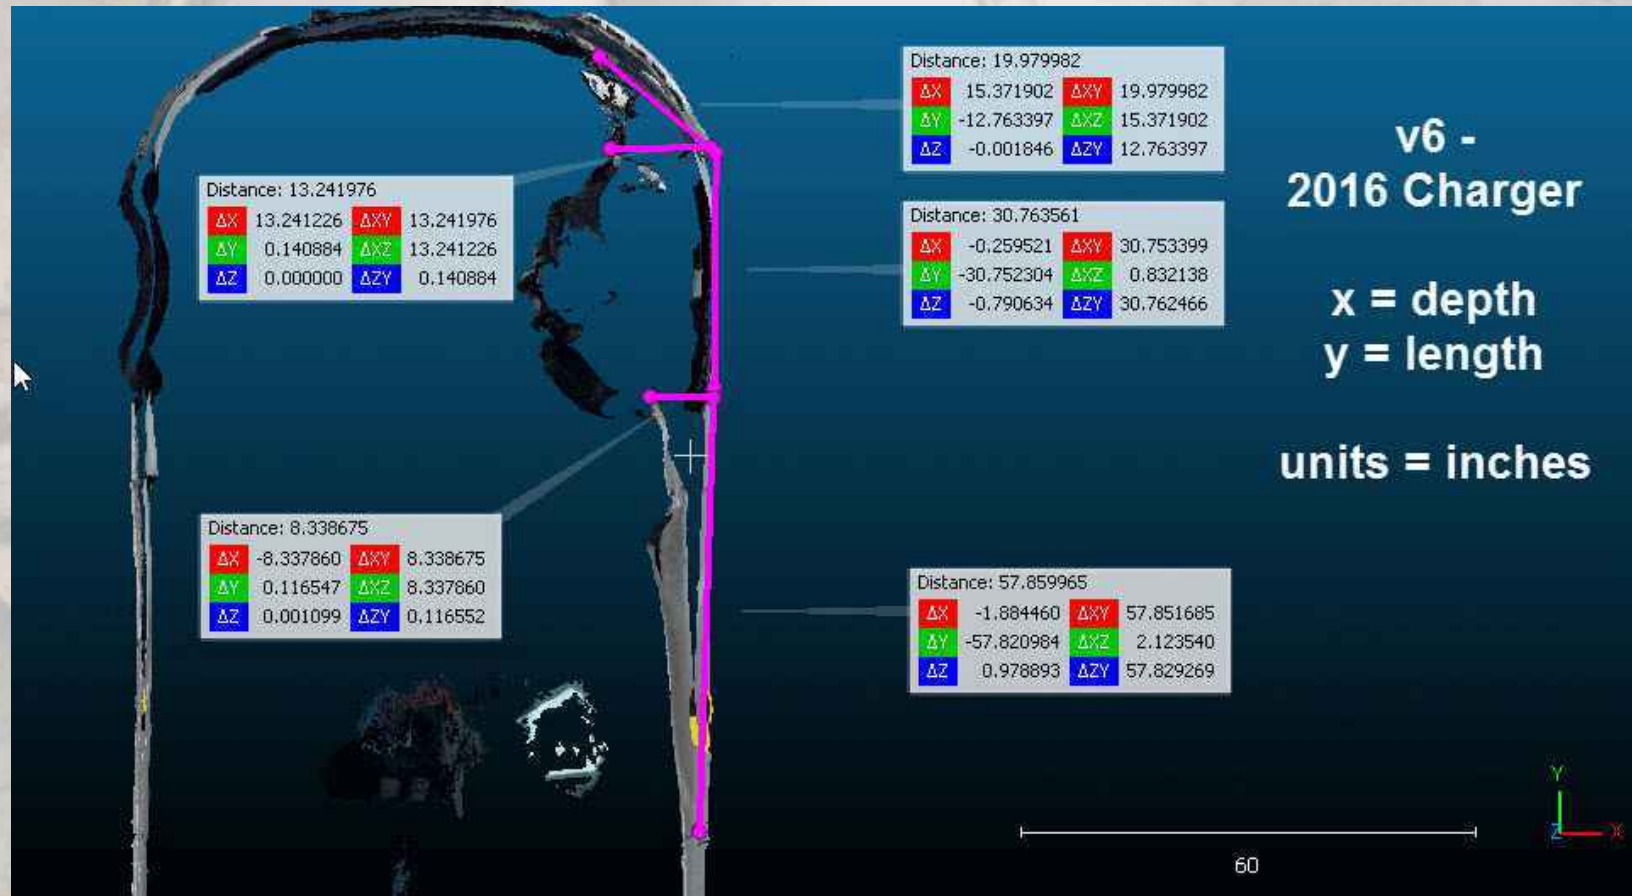 Distance: 19.979982
ΔX 15.371902 ΔXY 19.979982
ΔY -12.763397 ΔXZ 15.371902
ΔZ -0.001846 ΔZY 12.763397
v6 -
2016 Charger
Distance: 13.241976
ΔX 13.241226 ΔXY 13.241976
ΔY 0.140884 ΔXZ 13.241226
ΔZ 0.000000 ΔZY 0.140884
Distance: 30.763561
ΔX -0.259521 ΔXY 30.753399
ΔY -30.752304 ΔXZ 0.832138
ΔZ -0.790634 ΔZY 30.762466
x = depth
y = length
units = inches
Distance: 8.338675
ΔX -8.337860 ΔXY 8.338675
ΔY 0.116547 ΔXZ 8.337860
ΔZ 0.001099 ΔZY 0.116552
Distance: 57.859965
ΔX -1.884460 ΔXY 57.851685
ΔY -57.820984 ΔXZ 2.123540
ΔZ 0.978893 ΔZY 57.829269
Y
Z X
60